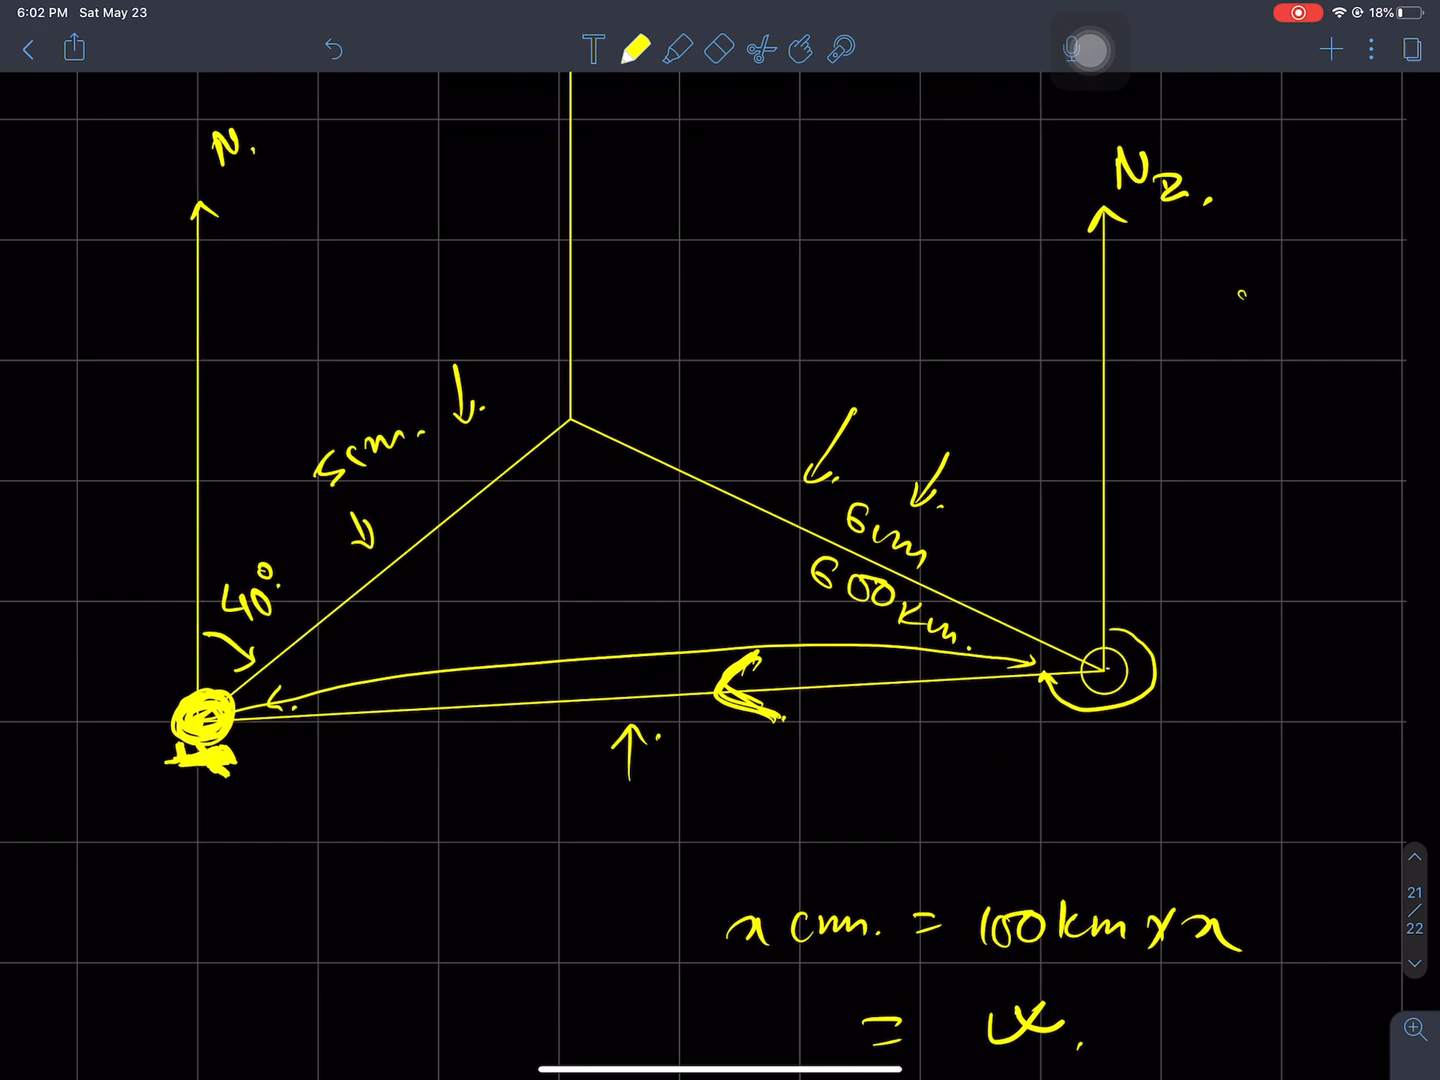 6:02 PM Sat May 23
18%
N.
N2.
5cm.
40°
6cm
600km.
21
/
22
x cm. = 100km × x
=